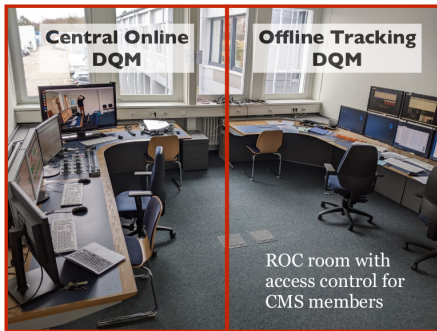 Central Online
DQM
Offline Tracking
DQM
ROC room with
access control for
CMS members